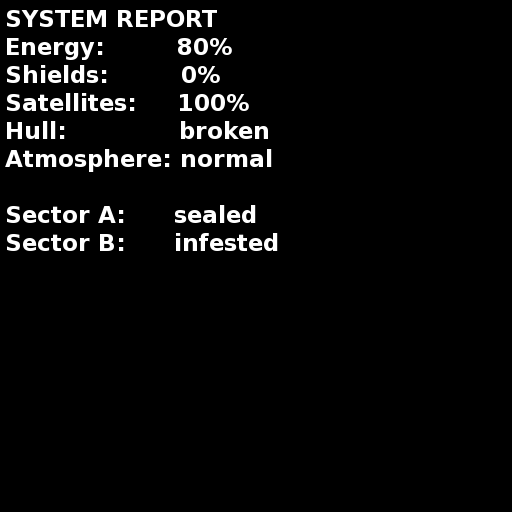 SYSTEM REPORT
Energy: 80%
Shields: 0%
Satellites: 100%
Hull: broken
Atmosphere: normal
Sector A: sealed
Sector B: infested